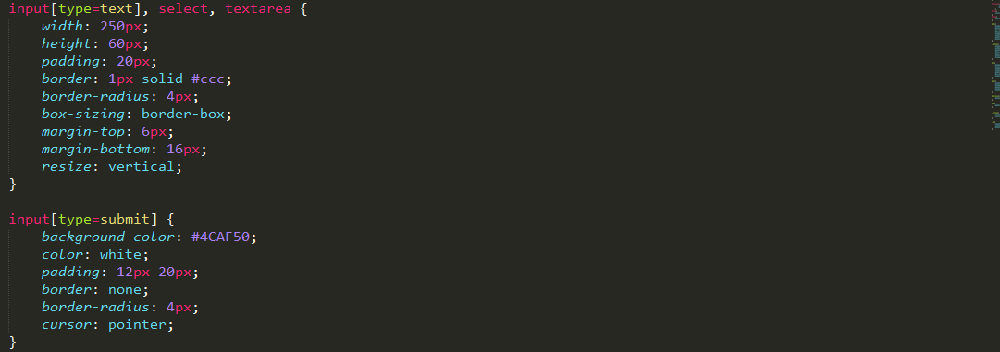 input[type=text], select, textarea {
    width: 250px;
    height: 60px;
    padding: 20px;
    border: 1px solid #ccc;
    border-radius: 4px;
    box-sizing: border-box;
    margin-top: 6px;
    margin-bottom: 16px;
    resize: vertical;
}

input[type=submit] {
    background-color: #4CAF50;
    color: white;
    padding: 12px 20px;
    border: none;
    border-radius: 4px;
    cursor: pointer;
}